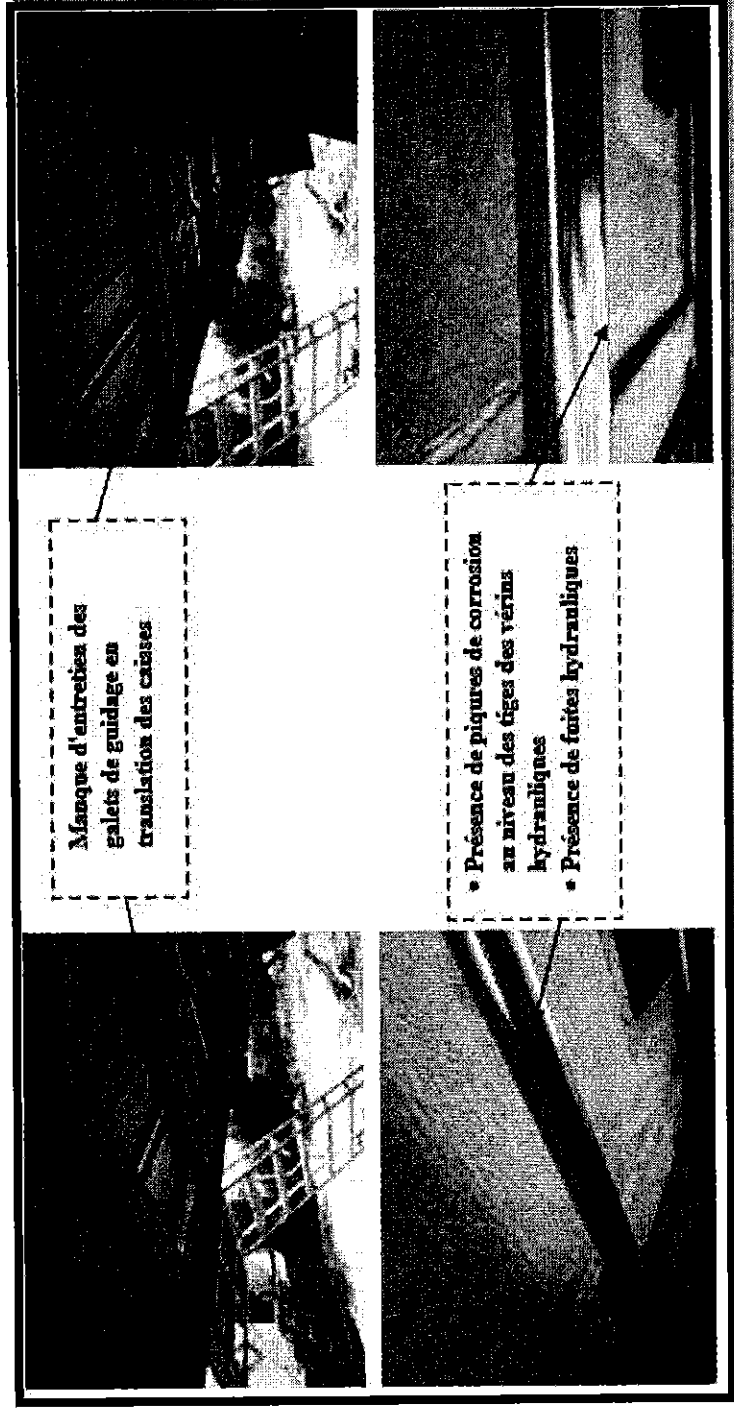 Manque d'entretien des
galets de guidage en
translation des caisses
• Présence de piqures de corrosion
au niveau des tiges des vérins
hydrauliques
• Présence de fuites hydrauliques